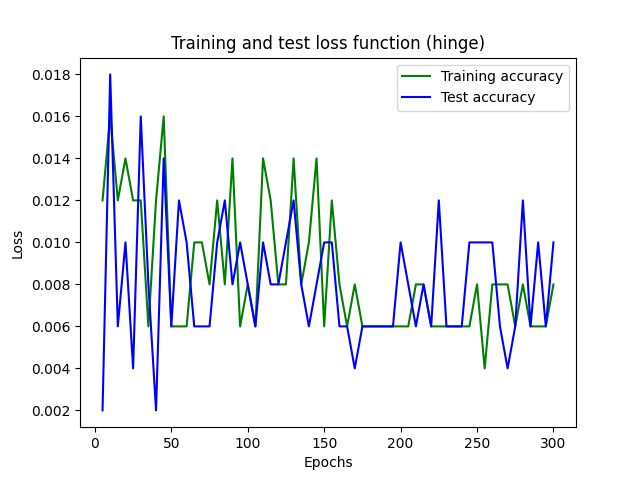 Training and test loss function (hinge)
Training accuracy
Test accuracy
0.018
0.016
0.014
0.012
0.010
0.008
0.006
0.004
0.002
Loss
0 50 100 150 200 250 300
Epochs